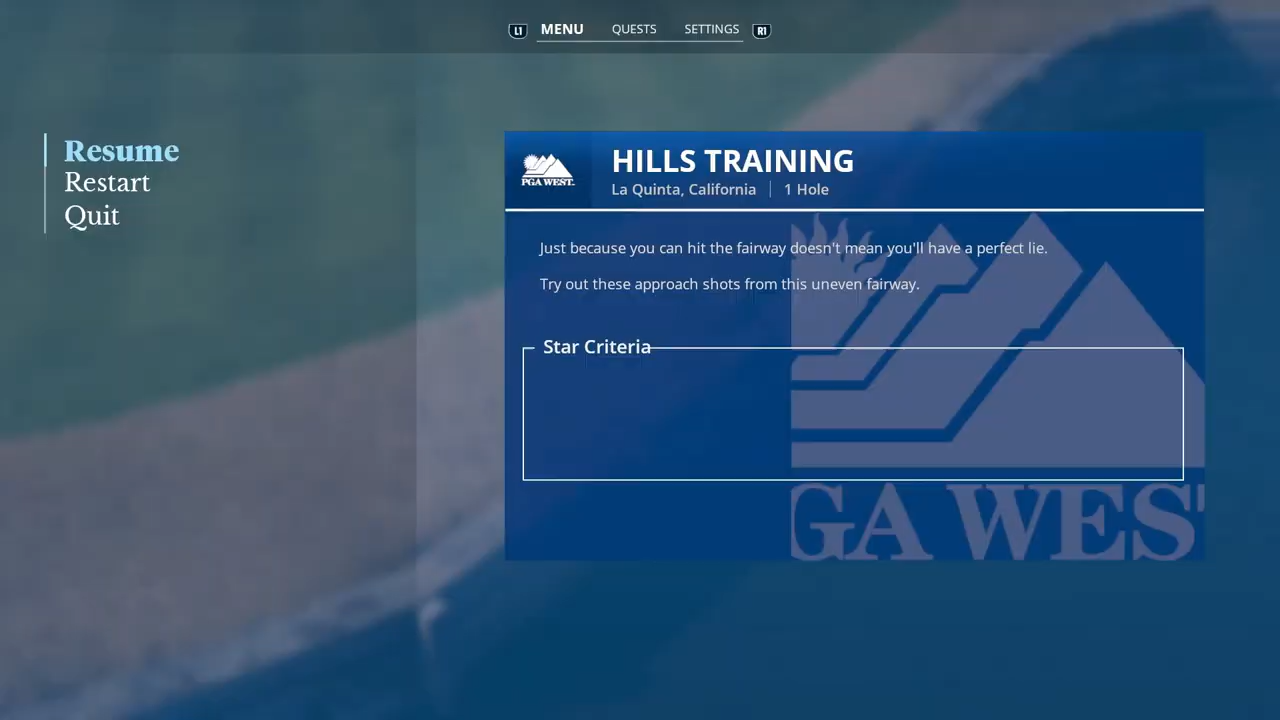 L1 MENU QUESTS SETTINGS R1
Resume
Restart
Quit
PGA WEST.
HILLS TRAINING
La Quinta, California | 1 Hole
Just because you can hit the fairway doesn't mean you'll have a perfect lie.
Try out these approach shots from this uneven fairway.
Star Criteria
GA WEST